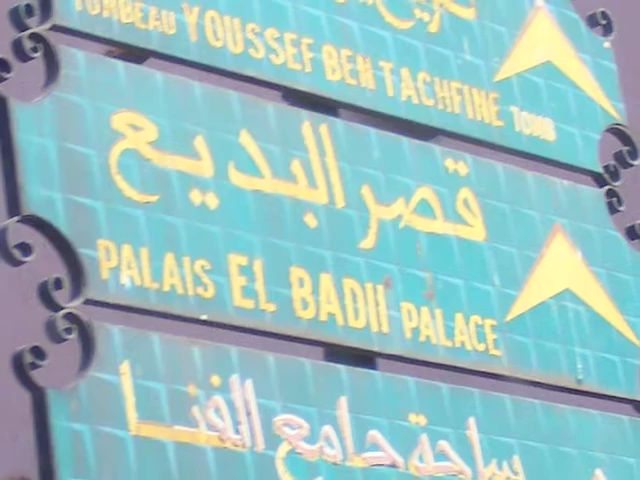 TOMBEAU YOUSSEF BEN TACHFINE TOMB
قصر البديع
PALAIS EL BADII PALACE
ساحة جامع الفنا